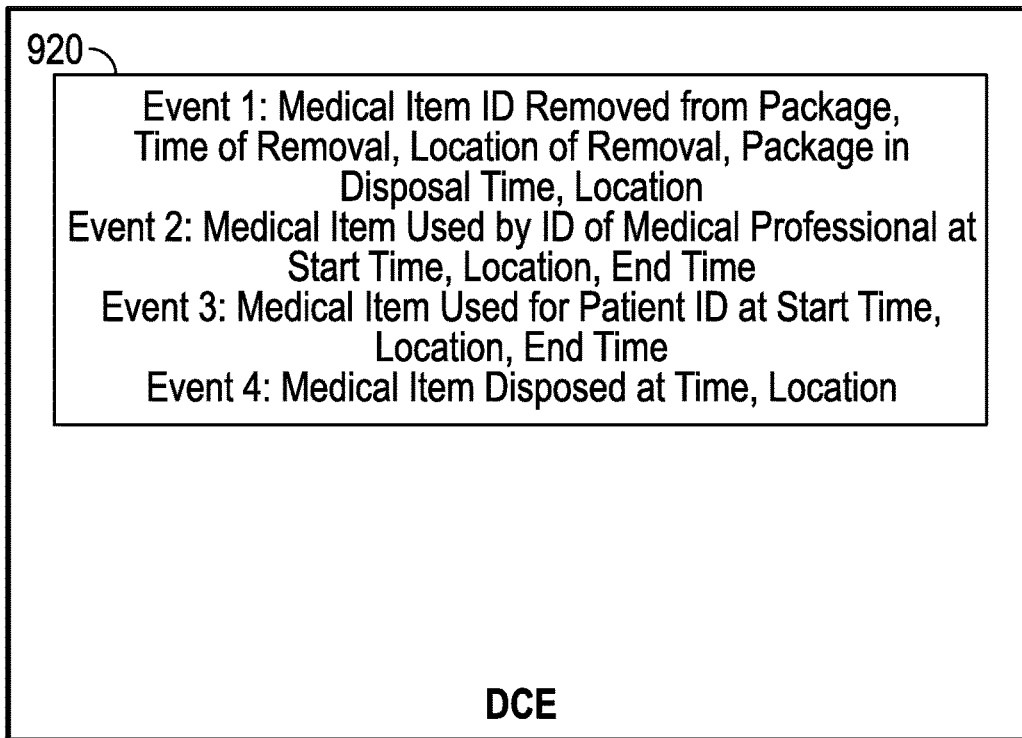 920
Event 1: Medical Item ID Removed from Package,
Time of Removal, Location of Removal, Package in
Disposal Time, Location
Event 2: Medical Item Used by ID of Medical Professional at
Start Time, Location, End Time
Event 3: Medical Item Used for Patient ID at Start Time,
Location, End Time
Event 4: Medical Item Disposed at Time, Location
DCE